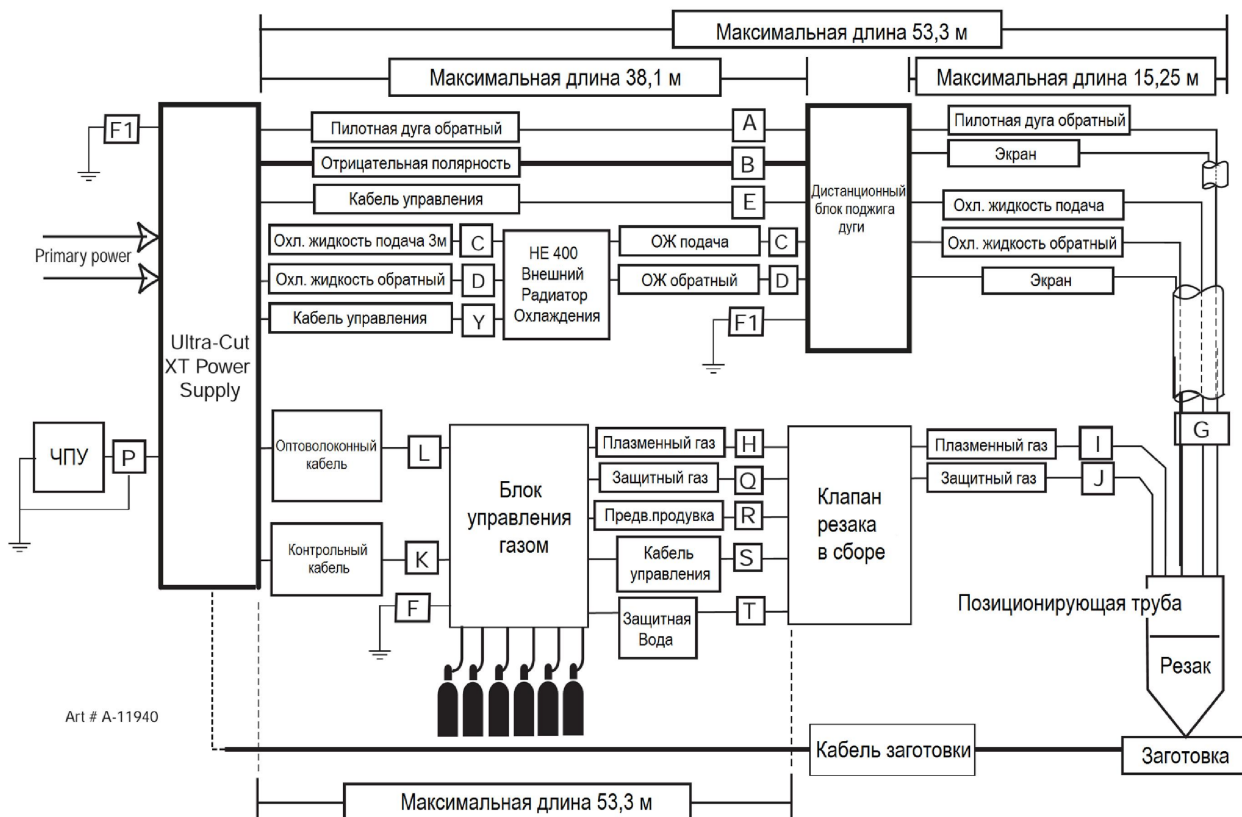 Максимальная длина 53,3 м
Максимальная длина 38,1 м
Максимальная длина 15,25 м
F1
Пилотная дуга обратный
A
Отрицательная полярность
B
Кабель управления
E
Primary power
Охл. жидкость подача 3м
C
Охл. жидкость обратный
D
Кабель управления
Y
HE 400
Внешний
Радиатор
Охлаждения
ОЖ подача
C
ОЖ обратный
D
F1
Дистанционный
блок поджига
дуги
Пилотная дуга обратный
Экран
Охл. жидкость подача
Охл. жидкость обратный
Экран
G
Ultra-Cut
XT Power
Supply
ЧПУ
P
Оптоволоконный
кабель
L
Контрольный
кабель
K
F
Блок
управления
газом
Плазменный газ
H
Защитный газ
Q
Предв.продувка
R
Кабель
управления
S
Защитная
Вода
T
Клапан
резака
в сборе
Плазменный газ
I
Защитный газ
J
Позиционирующая труба
Резак
Art # A-11940
Кабель заготовки
Заготовка
Максимальная длина 53,3 м